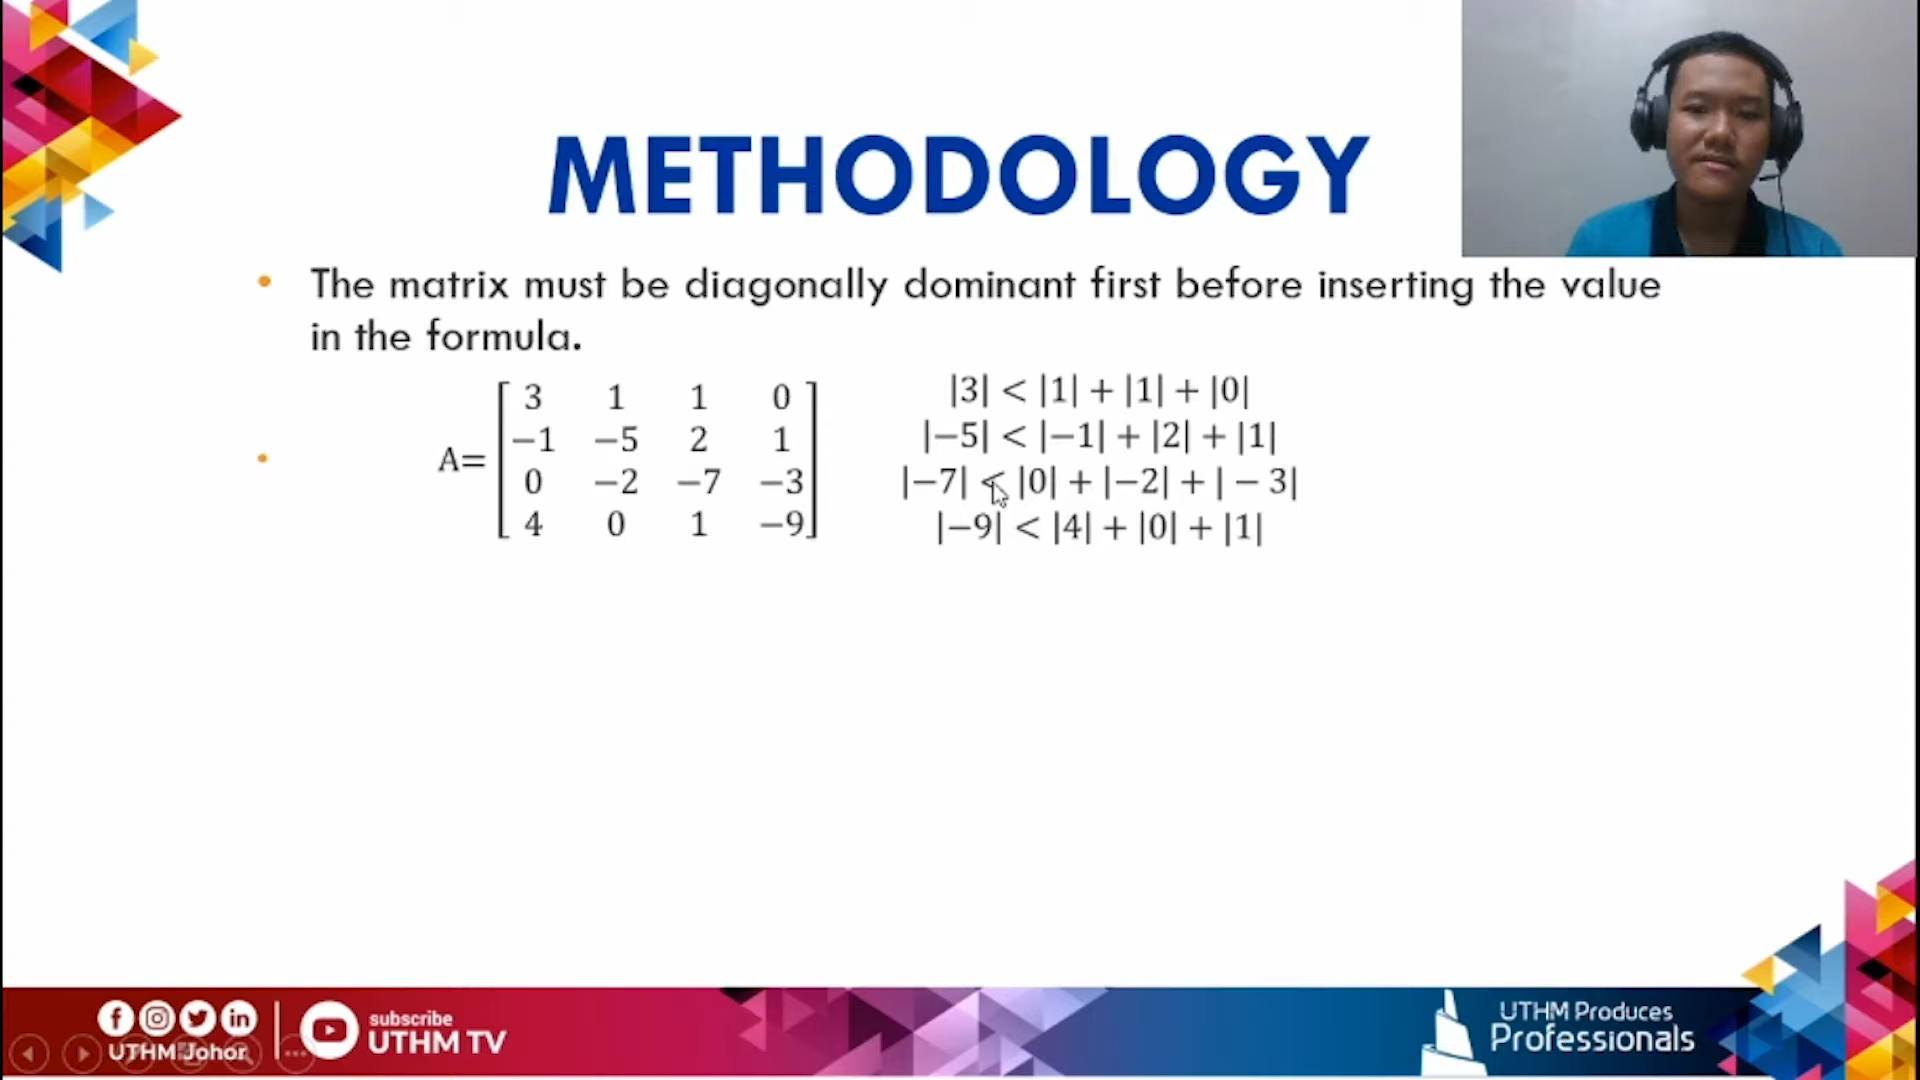 METHODOLOGY
• The matrix must be diagonally dominant first before inserting the value
in the formula.
• A= [ 3 1 1 0
−1 −5 2 1
0 −2 −7 −3
4 0 1 −9 ]
|3| < |1| + |1| + |0|
|−5| < |−1| + |2| + |1|
|−7| < |0| + |−2| + | − 3|
|−9| < |4| + |0| + |1|
UTHM Johor
subscribe
UTHM TV
UTHM Produces
Professionals